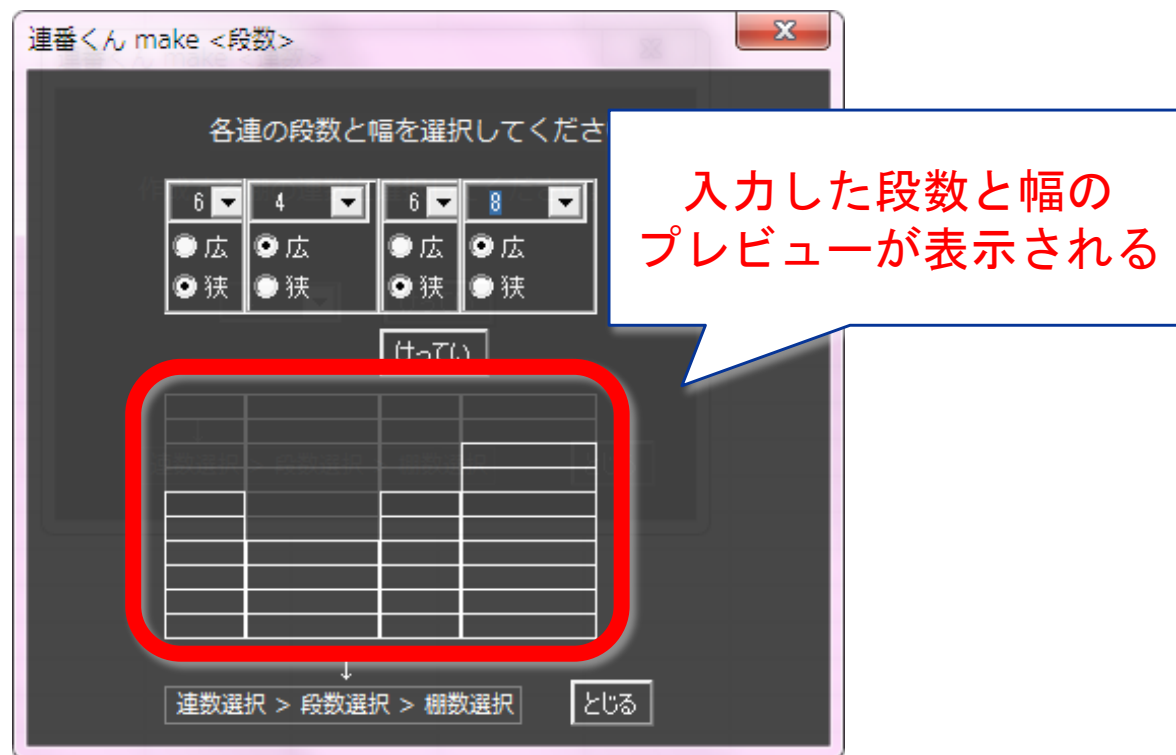 連番くん make <段数>
各連の段数と幅を選択してくださ
6 4 6 8
広 広 広 広
狭 狭 狭 狭
けってい
入力した段数と幅の
プレビューが表示される
↓
連数選択 > 段数選択 > 棚数選択
とじる